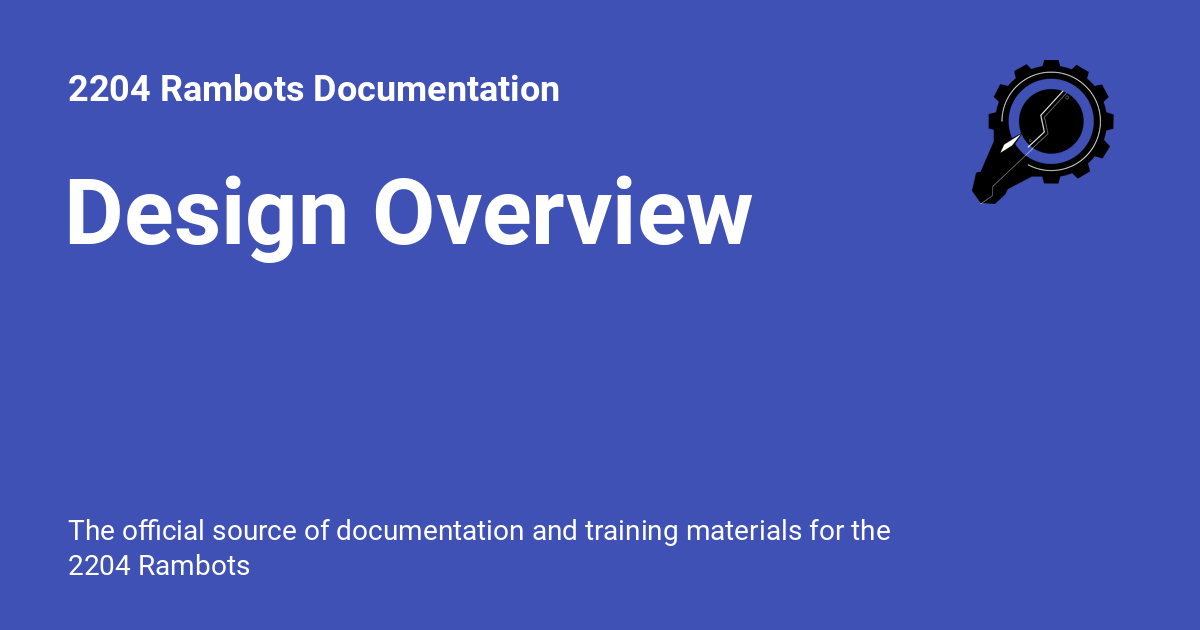 2204 Rambots Documentation
Design Overview
The official source of documentation and training materials for the
2204 Rambots